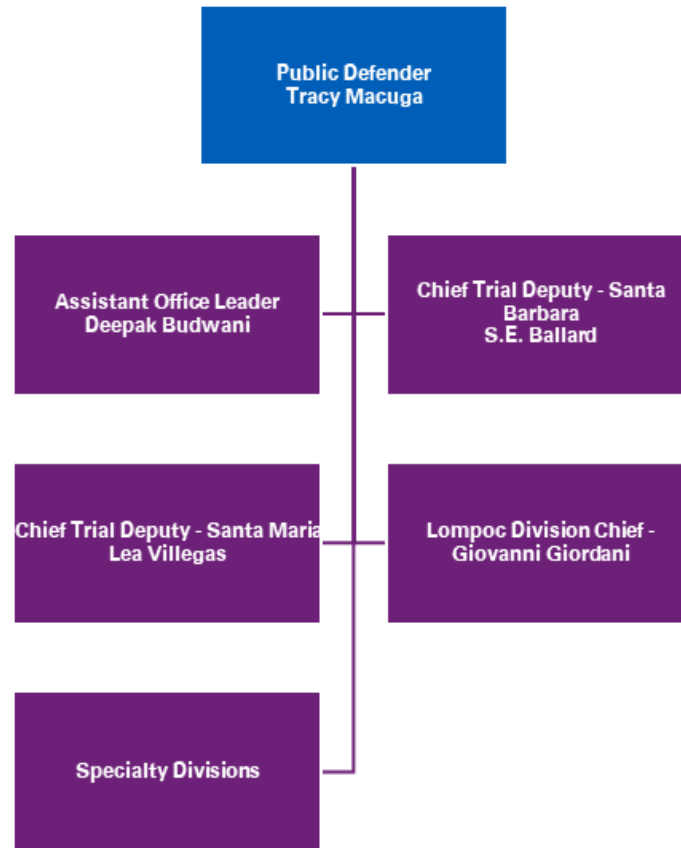 Public Defender
Tracy Macuga
Assistant Office Leader
Deepak Budwani
Chief Trial Deputy - Santa
Barbara
S.E. Ballard
Chief Trial Deputy - Santa Maria
Lea Villegas
Lompoc Division Chief -
Giovanni Giordani
Specialty Divisions